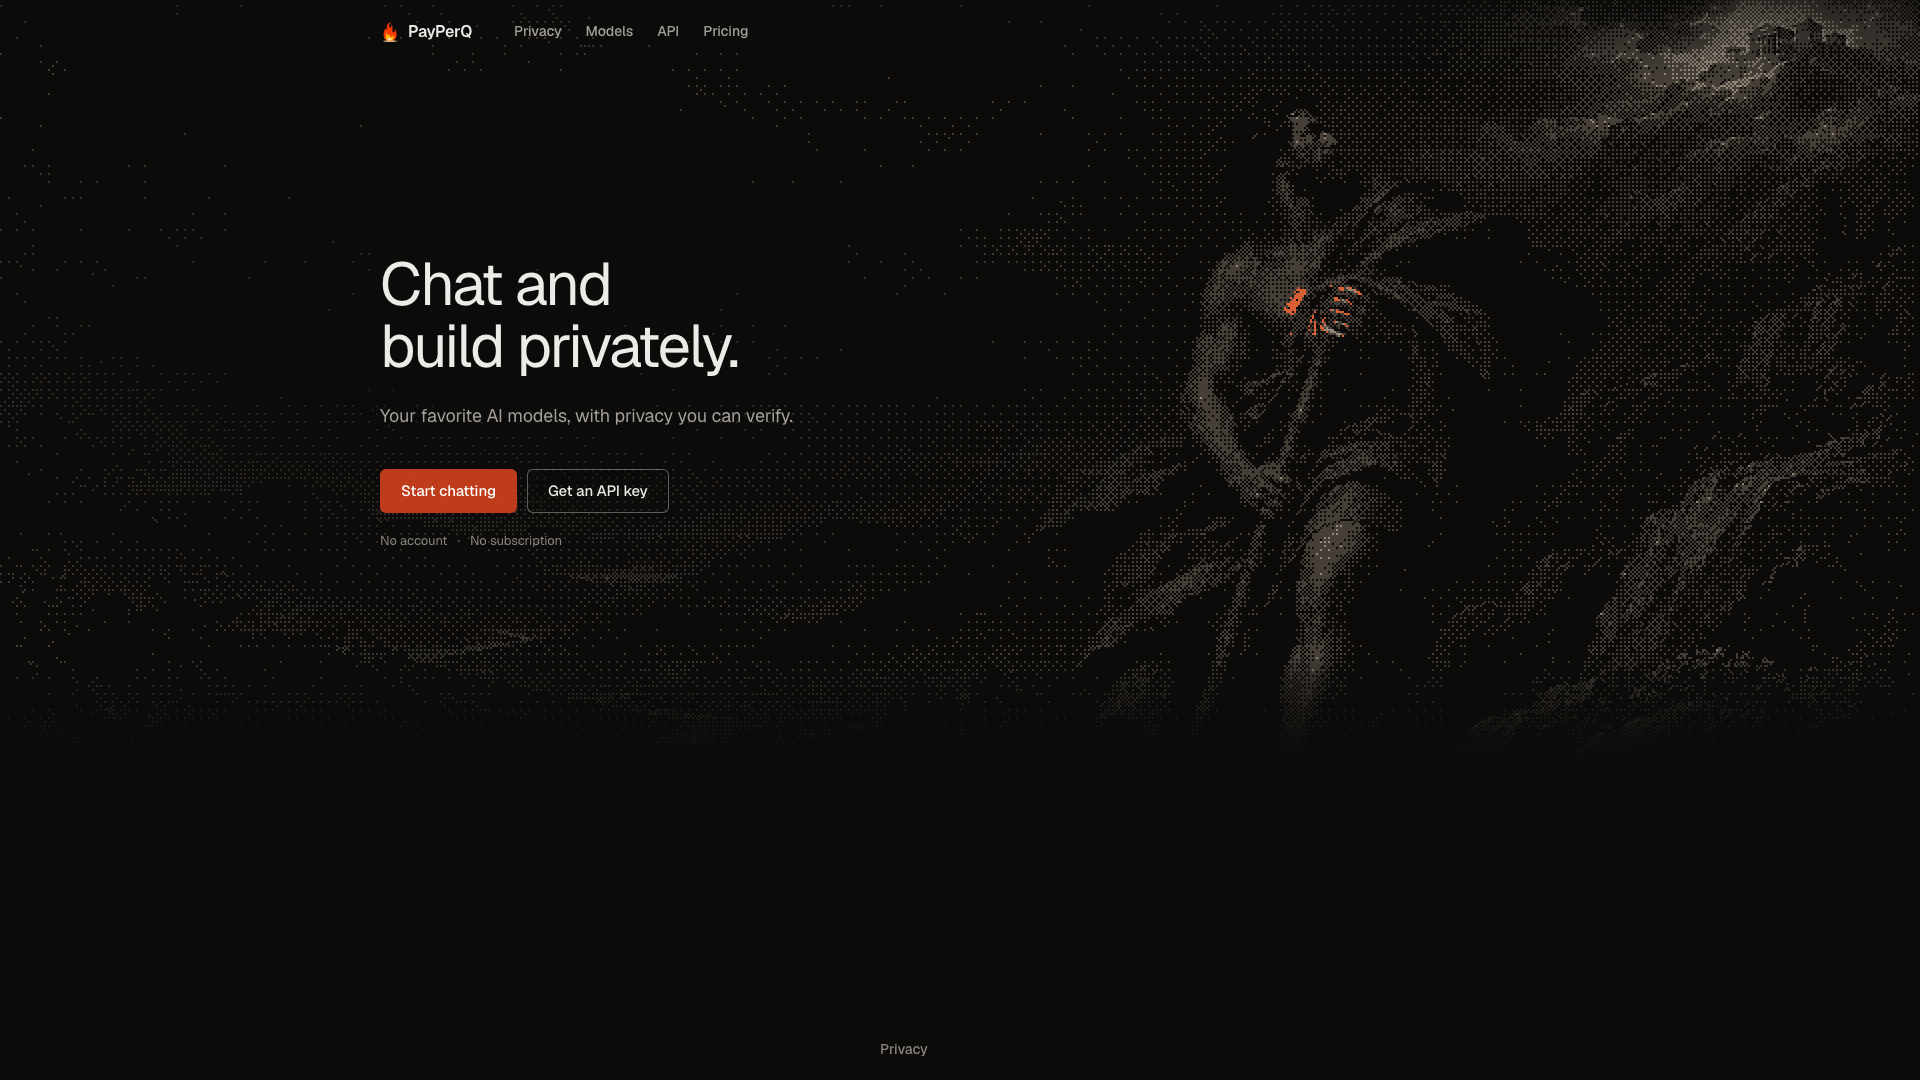 PayPerQ
Privacy
Models
API
Pricing
Chat and
build privately.
Your favorite AI models, with privacy you can verify.
Start chatting
Get an API key
No account · No subscription
Privacy